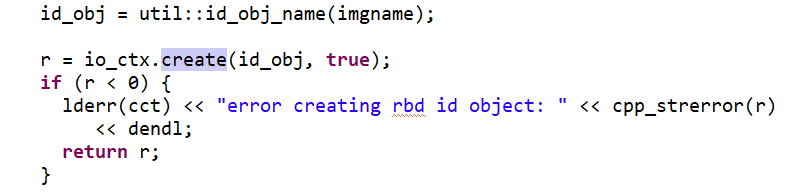 id_obj = util::id_obj_name(imgname);
r = io_ctx.create(id_obj, true);
if (r < 0) {
lderr(cct) << "error creating rbd id object: " << cpp_strerror(r)
<< dendl;
return r;
}